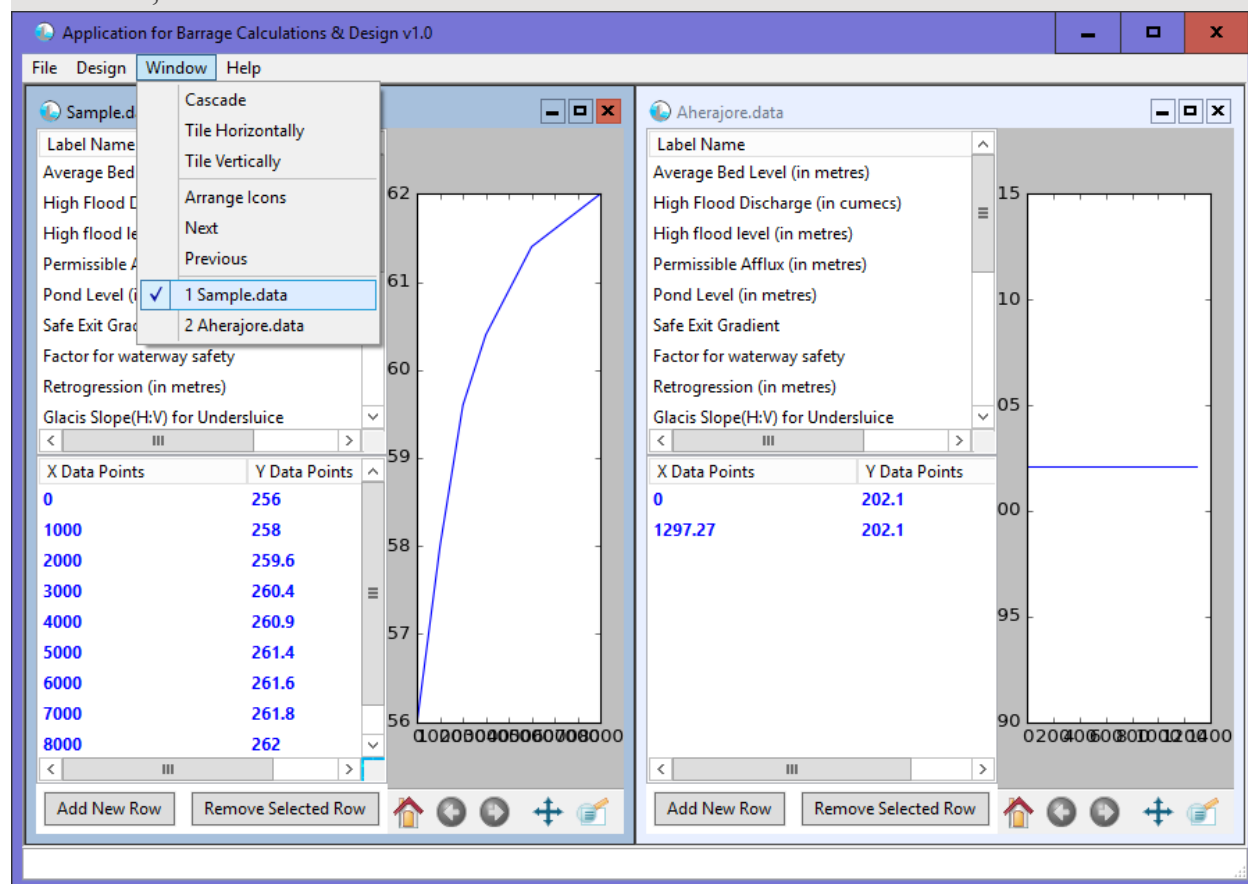 Application for Barrage Calculations & Design v1.0
File Design Window Help
Cascade
Tile Horizontally
Tile Vertically
Arrange Icons
Next
Previous
✓ 1 Sample.data
2 Aherajore.data
Sample.d
Label Name
Average Bed
High Flood D
High flood le
Permissible A
Pond Level (i
Safe Exit Grad
Factor for waterway safety
Retrogression (in metres)
Glacis Slope(H:V) for Undersluice
X Data Points Y Data Points
0 256
1000 258
2000 259.6
3000 260.4
4000 260.9
5000 261.4
6000 261.6
7000 261.8
8000 262
62
61
60
59
58
57
56
Add New Row Remove Selected Row
Aherajore.data
Label Name
Average Bed Level (in metres)
High Flood Discharge (in cumecs)
High flood level (in metres)
Permissible Afflux (in metres)
Pond Level (in metres)
Safe Exit Gradient
Factor for waterway safety
Retrogression (in metres)
Glacis Slope(H:V) for Undersluice
X Data Points Y Data Points
0 202.1
1297.27 202.1
15
10
05
00
95
90
Add New Row Remove Selected Row